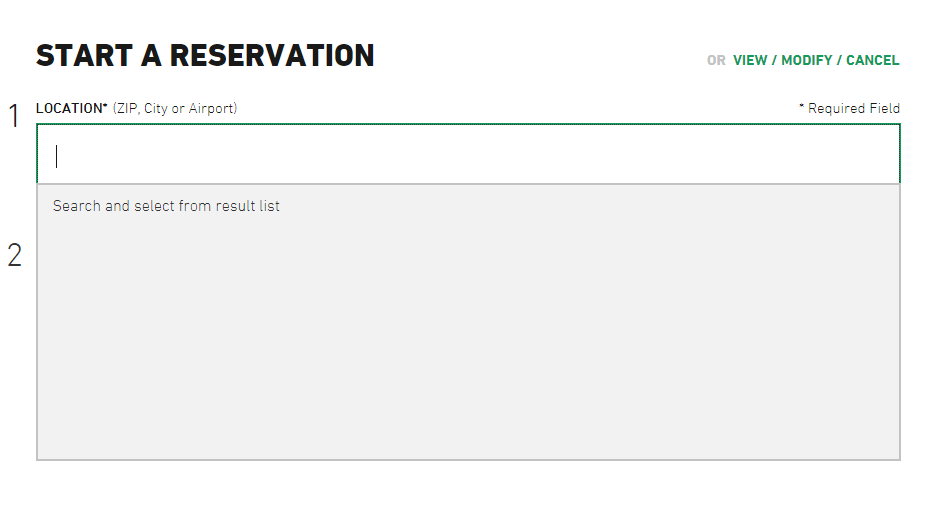 START A RESERVATION
OR VIEW / MODIFY / CANCEL
1
LOCATION* (ZIP, City or Airport)
* Required Field
Search and select from result list
2